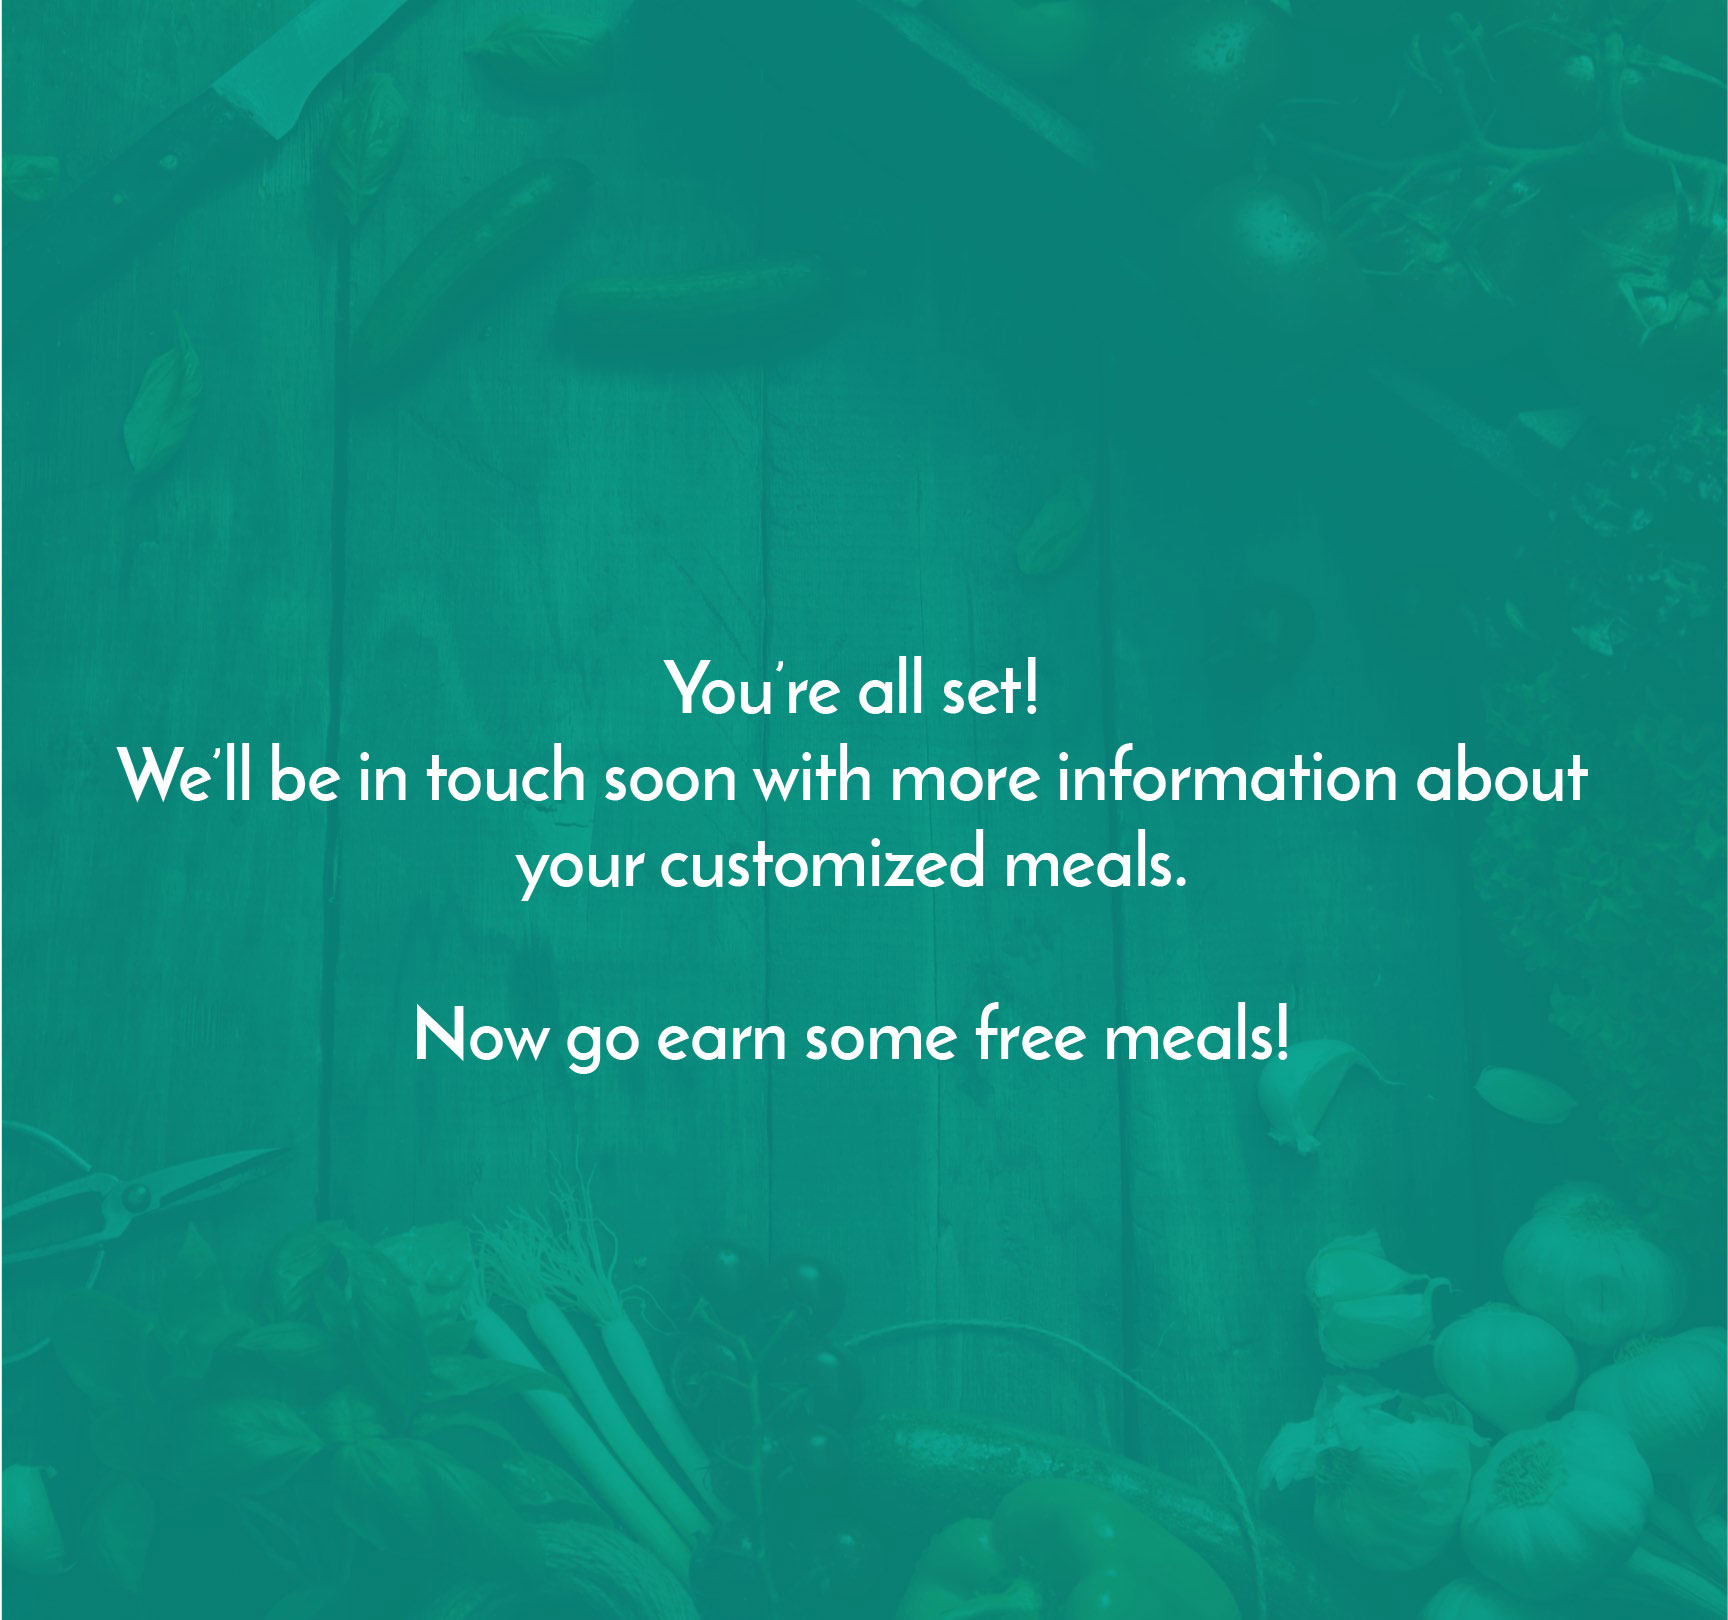 You’re all set!
We’ll be in touch soon with more information about
your customized meals.
Now go earn some free meals!